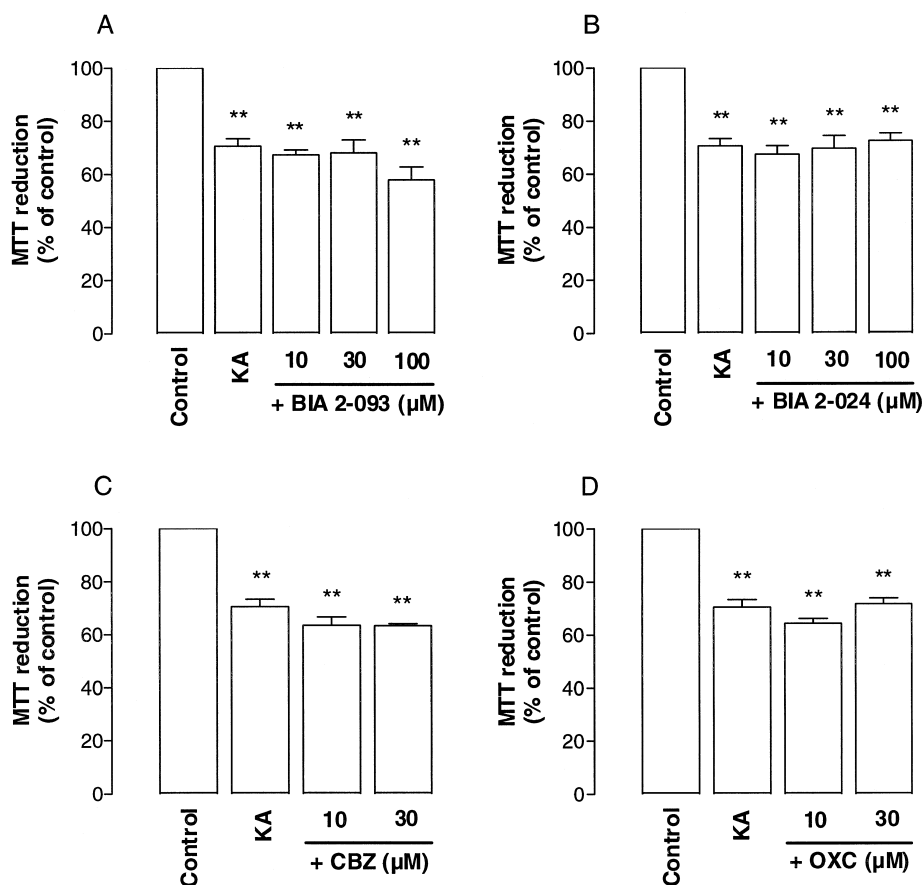 A
MTT reduction
(% of control)
100
80
60
40
20
0
**
**
**
**
Control
KA
10
30
100
+ BIA 2-093 (µM)
B
MTT reduction
(% of control)
100
80
60
40
20
0
**
**
**
**
Control
KA
10
30
100
+ BIA 2-024 (µM)
C
MTT reduction
(% of control)
100
80
60
40
20
0
**
**
**
Control
KA
10
30
+ CBZ (µM)
D
MTT reduction
(% of control)
100
80
60
40
20
0
**
**
**
Control
KA
10
30
+ OXC (µM)